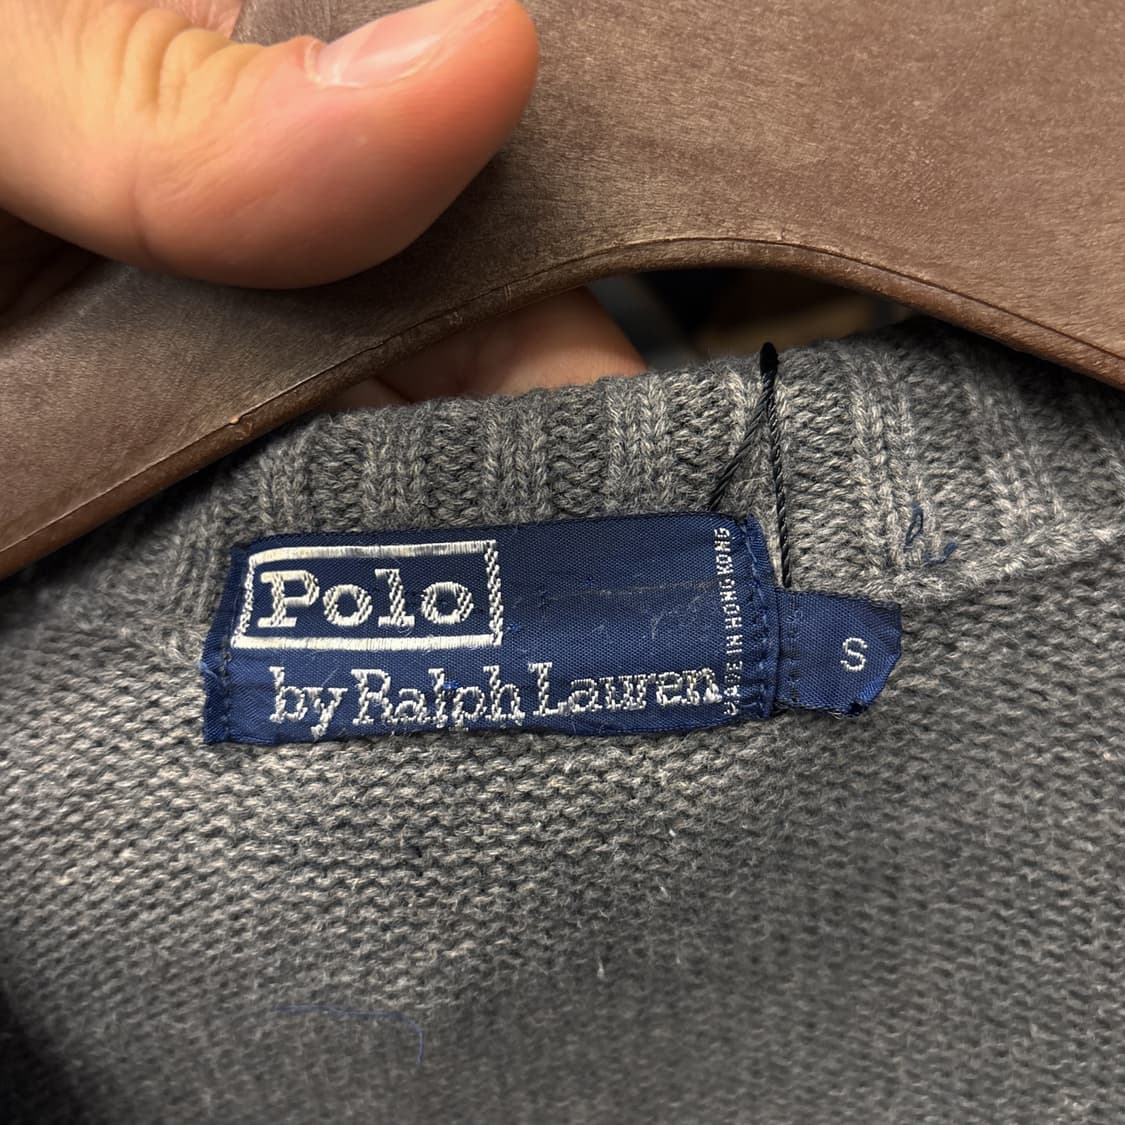 Polo
by Ralph Lauren
MADE IN HONG KONG
S